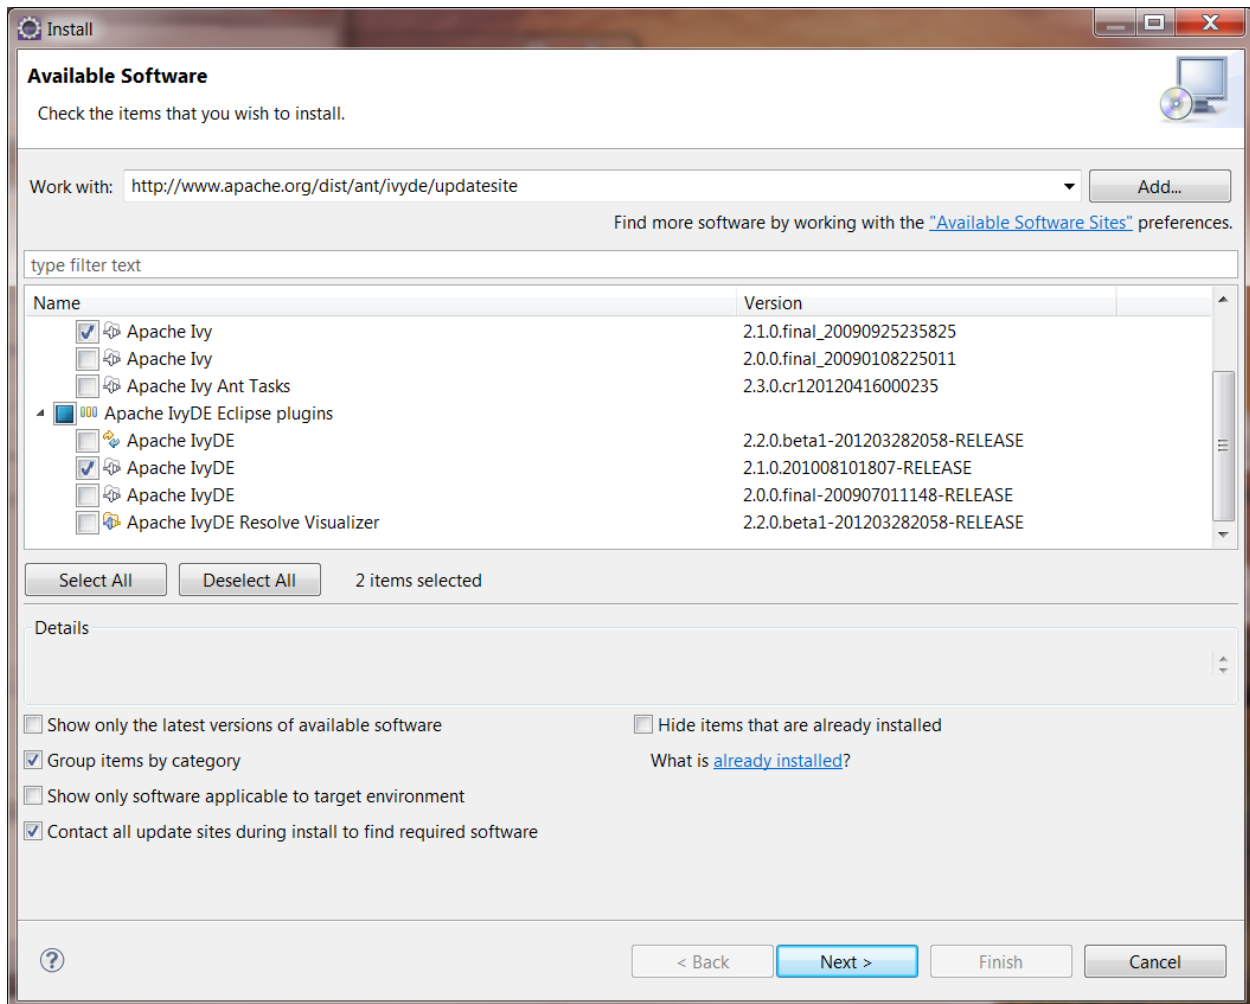 Install
Available Software
Check the items that you wish to install.
Work with: http://www.apache.org/dist/ant/ivyde/updatesite Add...
Find more software by working with the "Available Software Sites" preferences.
type filter text
Name Version
Apache Ivy 2.1.0.final_20090925235825
Apache Ivy 2.0.0.final_20090108225011
Apache Ivy Ant Tasks 2.3.0.cr120120416000235
Apache IvyDE Eclipse plugins
Apache IvyDE 2.2.0.beta1-201203282058-RELEASE
Apache IvyDE 2.1.0.201008101807-RELEASE
Apache IvyDE 2.0.0.final-200907011148-RELEASE
Apache IvyDE Resolve Visualizer 2.2.0.beta1-201203282058-RELEASE
Select All Deselect All 2 items selected
Details
Show only the latest versions of available software Hide items that are already installed
Group items by category What is already installed?
Show only software applicable to target environment
Contact all update sites during install to find required software
? < Back Next > Finish Cancel